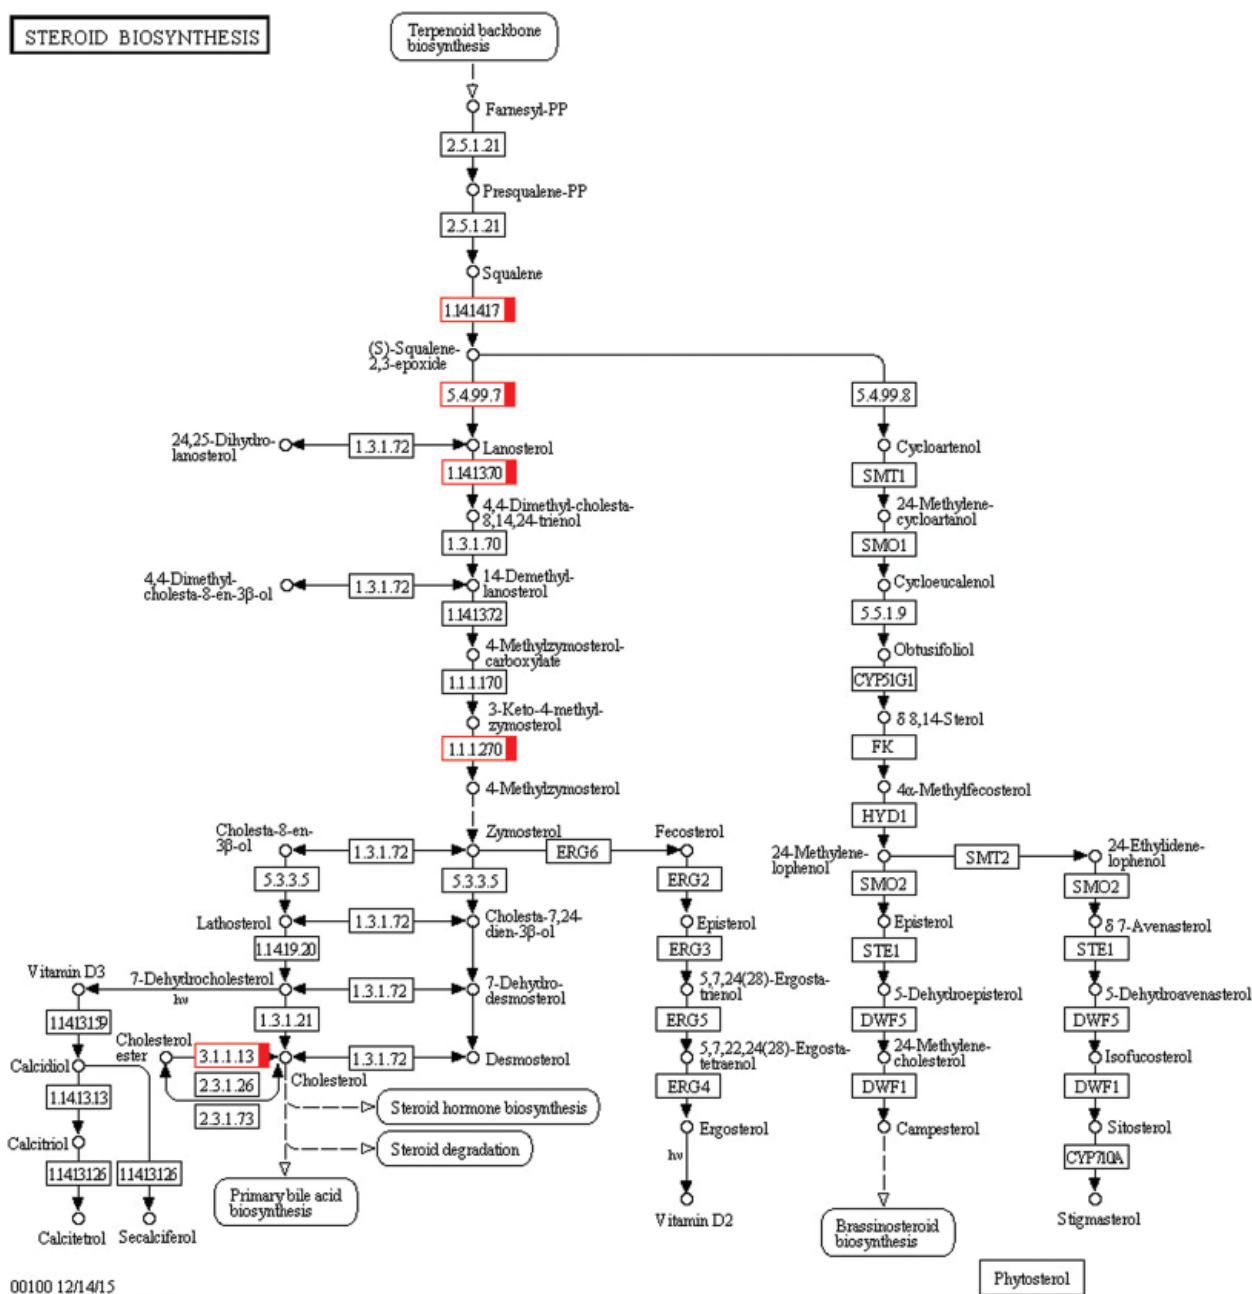 STEROID BIOSYNTHESIS
Terpenoid backbone
biosynthesis
Farnesyl-PP
2.5.1.21
Presqualene-PP
2.5.1.21
Squalene
1.14.14.17
(S)-Squalene-
2,3-epoxide
5.4.99.7
5.4.99.8
24,25-Dihydro-
lanosterol
1.3.1.72
Lanosterol
Cycloartenol
1.14.13.70
SMT1
4,4-Dimethyl-cholesta-
8,14,24-trienol
24-Methylene-
cycloartanol
1.3.1.70
SMO1
4,4-Dimethyl-
cholesta-8-en-3β-ol
1.3.1.72
14-Demethyl-
lanosterol
Cycloeucalenol
1.14.13.72
5.5.1.9
4-Methylzymosterol-
carboxylate
Obtusifoliol
1.1.1.170
CYP51G1
3-Keto-4-methyl-
zymosterol
δ 8,14-Sterol
1.1.1.270
FK
4-Methylzymosterol
4α-Methylfecosterol
HYD1
Cholesta-8-en-
3β-ol
1.3.1.72
Zymosterol
ERG6
Fecosterol
24-Methylene-
lophenol
SMT2
24-Ethylidene-
lophenol
5.3.3.5
5.3.3.5
ERG2
SMO2
SMO2
Lathosterol
1.3.1.72
Cholesta-7,24-
dien-3β-ol
Episterol
Episterol
δ 7-Avenasterol
1.14.19.20
ERG3
STE1
STE1
Vitamin D3
7-Dehydrocholesterol
hν
1.3.1.72
7-Dehydro-
desmosterol
5,7,24(28)-Ergosta-
trienol
5-Dehydroepisterol
5-Dehydroavenasterol
1.14.13.159
1.3.1.21
ERG5
DWF5
DWF5
Cholesterol
ester
3.1.1.13
1.3.1.72
Desmosterol
5,7,22,24(28)-Ergosta-
tetraenol
24-Methylene-
cholesterol
Isofucosterol
Calcidiol
2.3.1.26
Cholesterol
ERG4
DWF1
DWF1
1.14.13.13
2.3.1.73
Steroid hormone biosynthesis
Calcitriol
Steroid degradation
Ergosterol
Campesterol
Sitosterol
hν
CYP710A
1.14.13.126
1.14.13.126
Primary bile acid
biosynthesis
Calcitetrol
Secalciferol
Vitamin D2
Brassinosteroid
biosynthesis
Stigmasterol
Phytosterol
00100 12/14/15